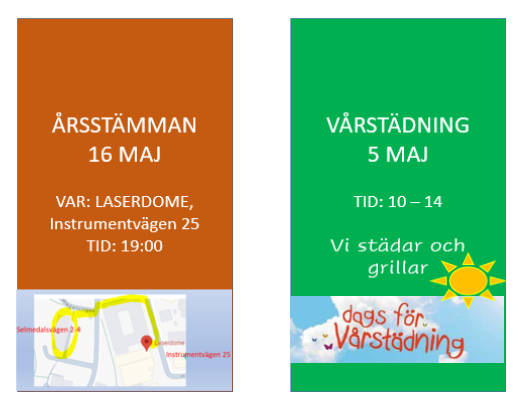 ÅRSSTÄMMAN
16 MAJ
VAR: LASERDOME,
Instrumentvägen 25
TID: 19:00
Selmedalsvägen 2-4
Laserdome
Instrumentvägen 25
VÅRSTÄDNING
5 MAJ
TID: 10 – 14
Vi städar och
grillar
dags för
Vårstädning